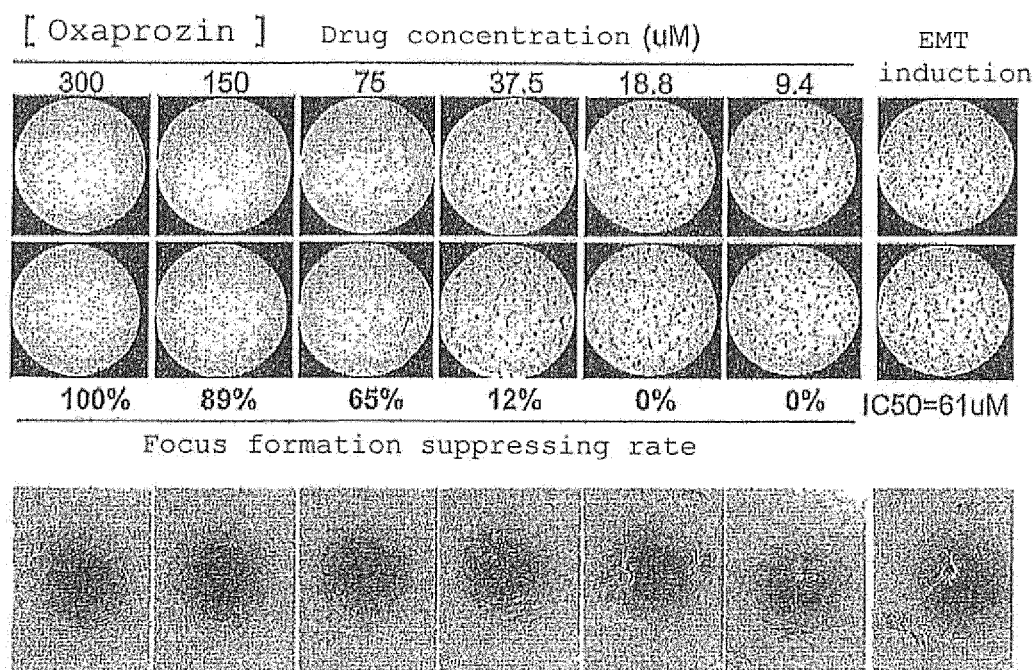 [ Oxaprozin ] Drug concentration (uM)
EMT
induction
300 150 75 37.5 18.8 9.4
100% 89% 65% 12% 0% 0% IC50=61uM
Focus formation suppressing rate